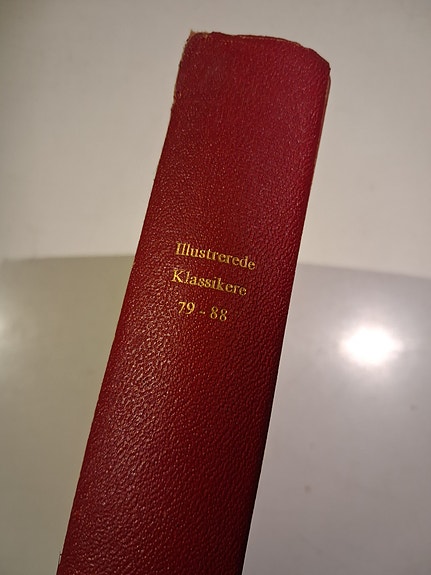 Illustrerede
Klassikere
79 - 88